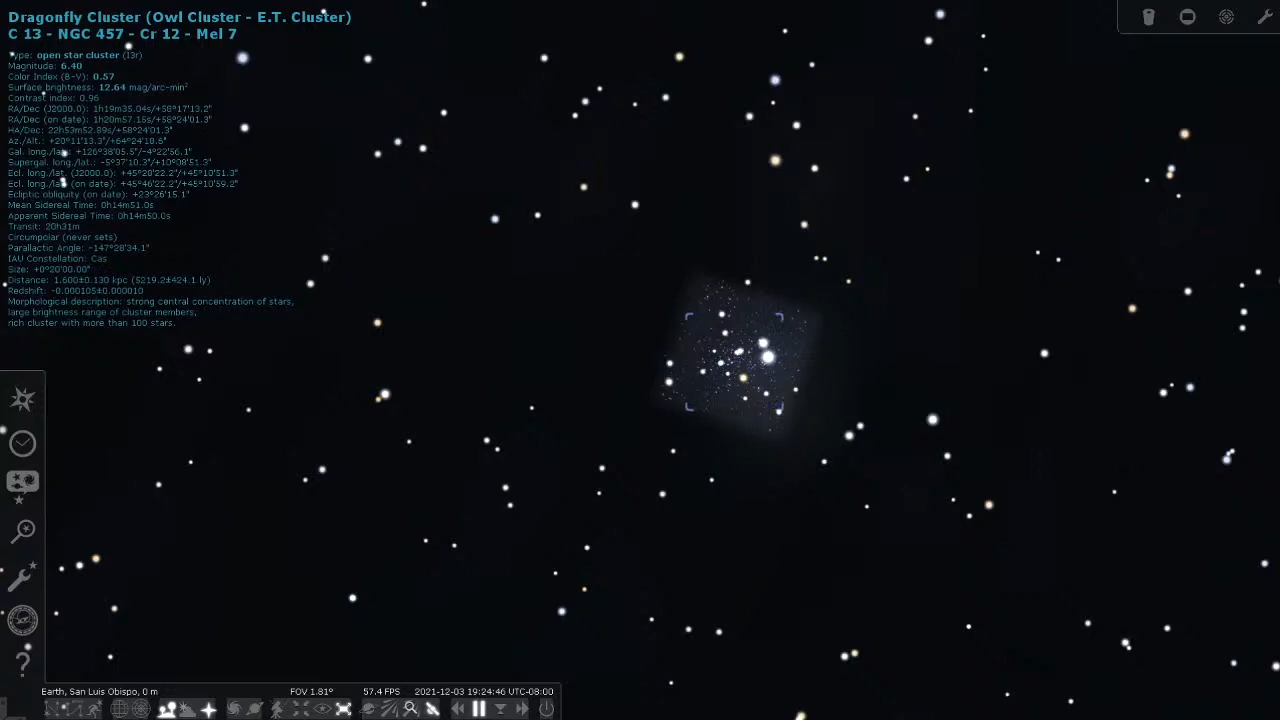 Dragonfly Cluster (Owl Cluster - E.T. Cluster)
C 13 - NGC 457 - Cr 12 - Mel 7
Type: open star cluster (I3r)
Magnitude: 6.40
Color Index (B-V): 0.57
Surface brightness: 12.64 mag/arc-min²
Contrast index: 0.96
RA/Dec (J2000.0): 1h19m35.04s/+58°17'13.2"
RA/Dec (on date): 1h20m57.15s/+58°24'01.3"
HA/Dec: 22h53m52.89s/+58°24'01.3"
Az./Alt.: +20°11'13.3"/+64°24'18.6"
Gal. long./lat.: +126°38'05.5"/-4°22'56.1"
Supergal. long./lat.: -5°37'10.3"/+10°08'51.3"
Ecl. long./lat. (J2000.0): +45°28'22.2"/+45°10'51.3"
Ecl. long./lat. (on date): +45°46'22.2"/+45°10'59.2"
Ecliptic obliquity (on date): +23°26'15.1"
Mean Sidereal Time: 0h14m51.0s
Apparent Sidereal Time: 0h14m50.0s
Transit: 20h31m
Circumpolar (never sets)
Parallactic Angle: -147°28'34.1"
IAU Constellation: Cas
Size: +0°20'00.00"
Distance: 1.600±0.130 kpc (5219.2±424.1 ly)
Redshift: -0.000105±0.000010
Morphological description: strong central concentration of stars,
large brightness range of cluster members,
rich cluster with more than 100 stars.
Earth, San Luis Obispo, 0 m FOV 1.81° 57.4 FPS 2021-12-03 19:24:46 UTC-08:00